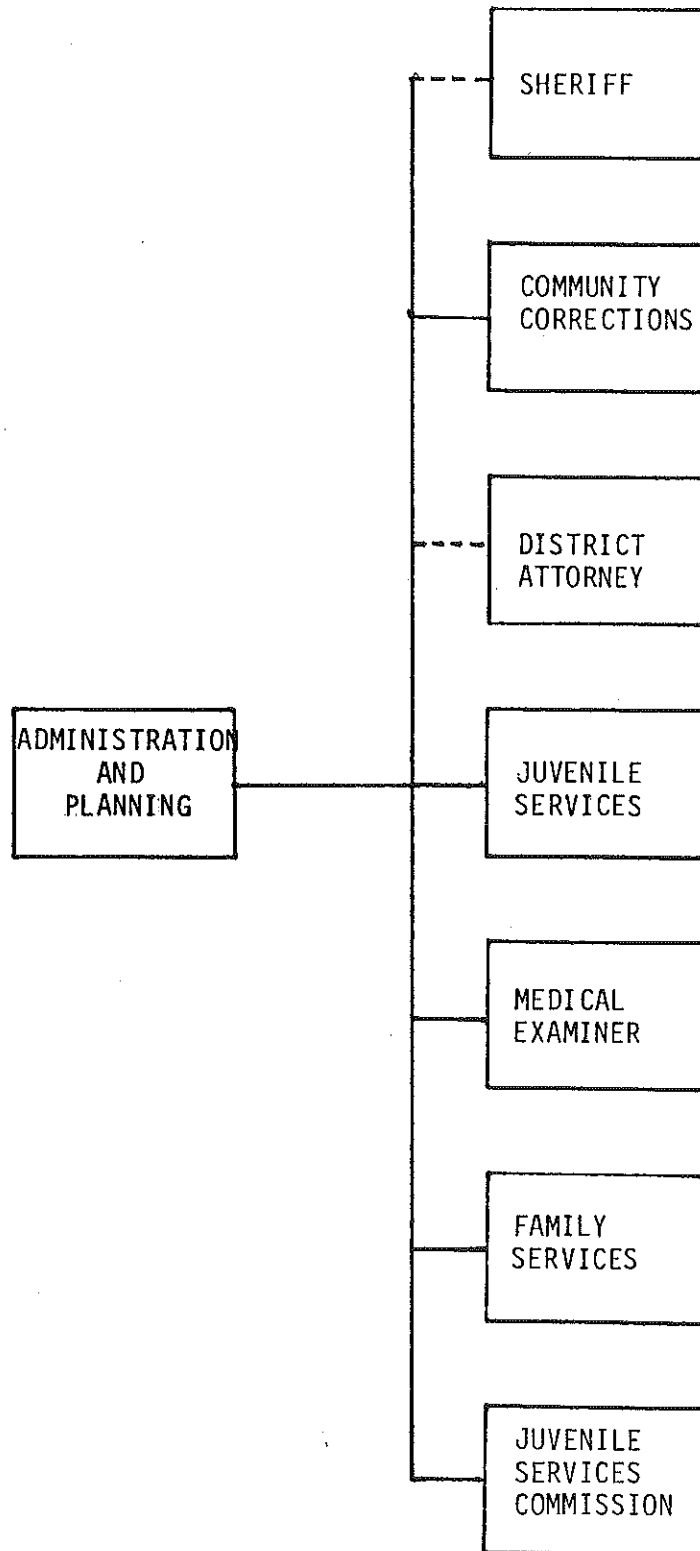 SHERIFF
COMMUNITY
CORRECTIONS
DISTRICT
ATTORNEY
ADMINISTRATION
AND
PLANNING
JUVENILE
SERVICES
MEDICAL
EXAMINER
FAMILY
SERVICES
JUVENILE
SERVICES
COMMISSION